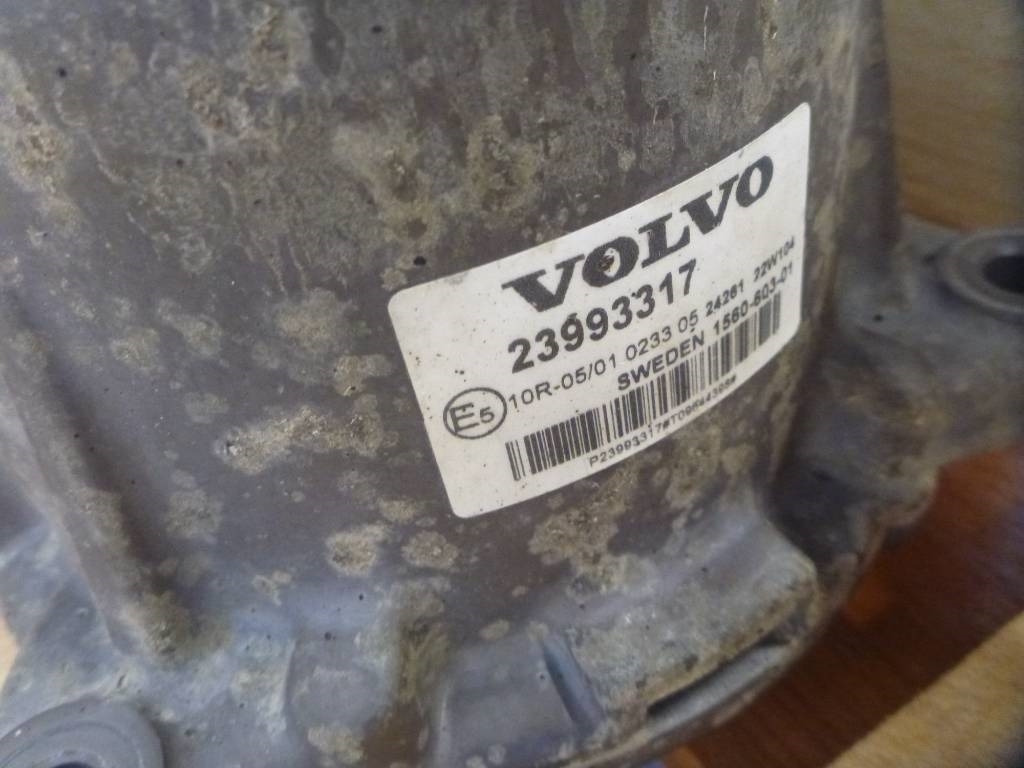 VOLVO
23993317
E5 10R-05/01 0233 05 24261 22W104
SWEDEN 1560-603-01